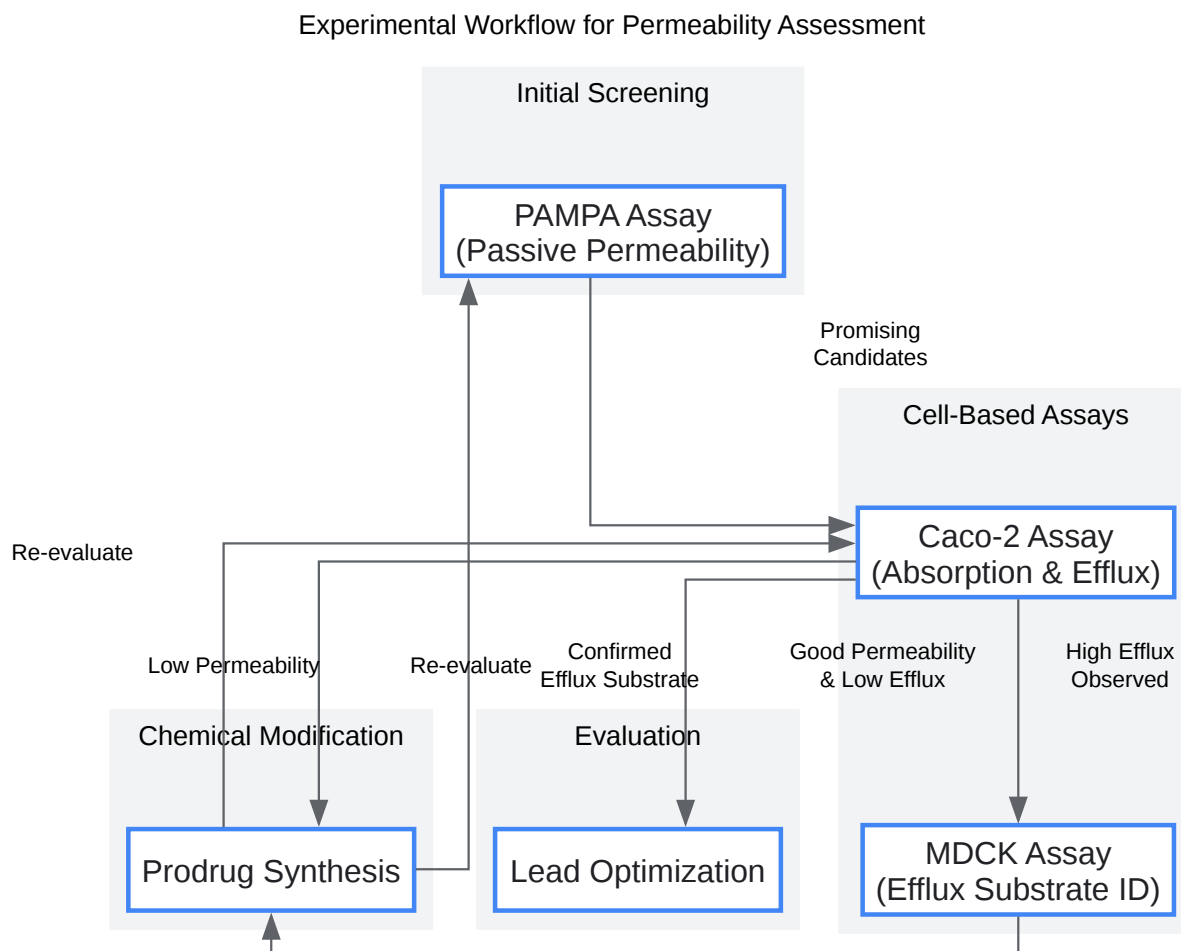 Experimental Workflow for Permeability Assessment
Initial Screening
PAMPA Assay
(Passive Permeability)
Promising
Candidates
Cell-Based Assays
Caco-2 Assay
(Absorption & Efflux)
Re-evaluate
Low Permeability
Re-evaluate
Confirmed
Efflux Substrate
Good Permeability
& Low Efflux
High Efflux
Observed
Chemical Modification
Evaluation
Prodrug Synthesis
Lead Optimization
MDCK Assay
(Efflux Substrate ID)